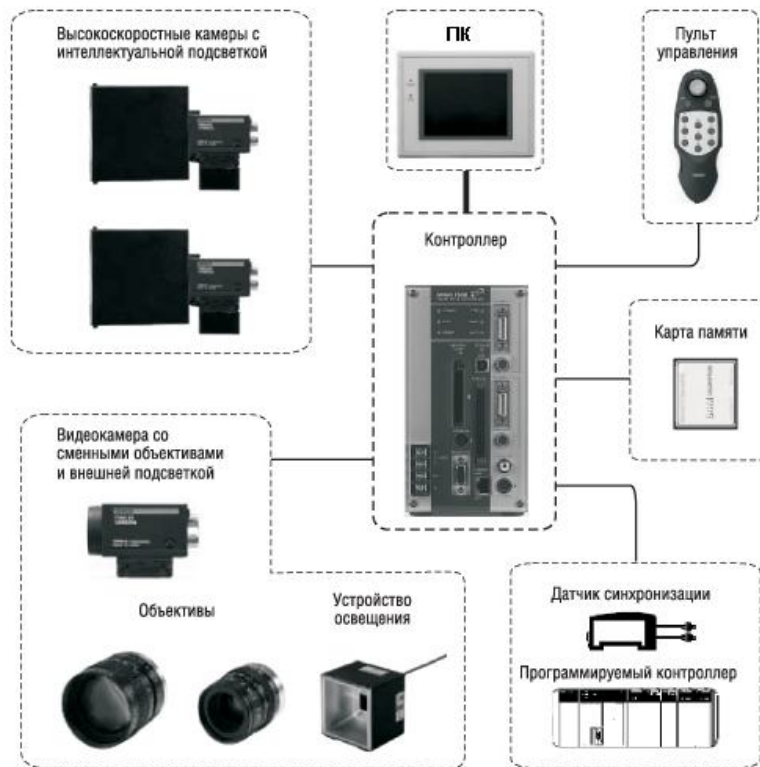 Высокоскоростные камеры с
интеллектуальной подсветкой
ПК
Пульт
управления
Контроллер
Карта памяти
Видеокамера со
сменными объективами
и внешней подсветкой
Объективы
Устройство
освещения
Датчик синхронизации
Программируемый контроллер